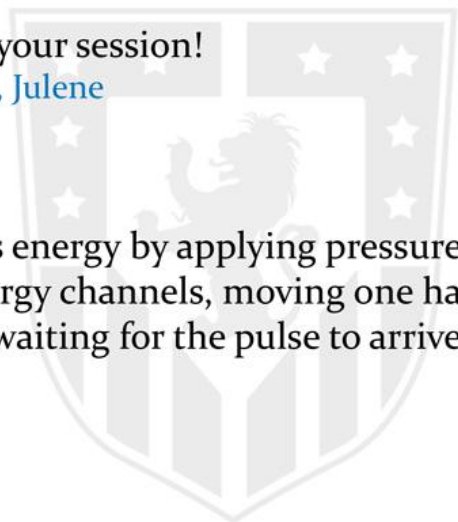 your session!
, Julene
s energy by applying pressure
rgy channels, moving one ha
waiting for the pulse to arrive